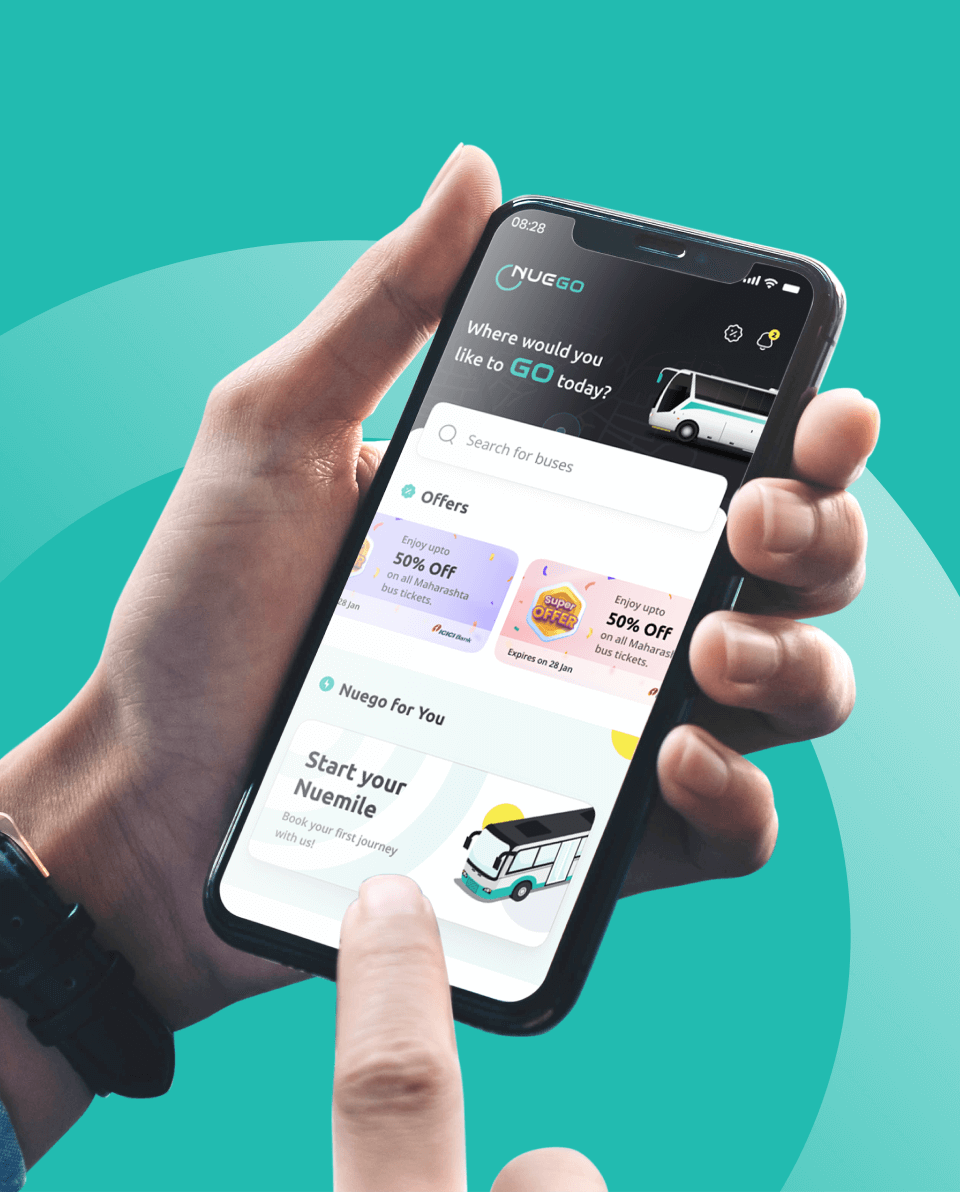 08:28
NUEGO
2
Where would you
like to GO today?
Search for buses
Offers
Enjoy upto
50% Off
on all Maharashta
bus tickets.
28 Jan
ICICI Bank
Super
OFFER
Enjoy upto
50% Off
on all Maharash
bus tickets.
Expires on 28 Jan
Nuego for You
Start your
Nuemile
Book your first journey
with us!